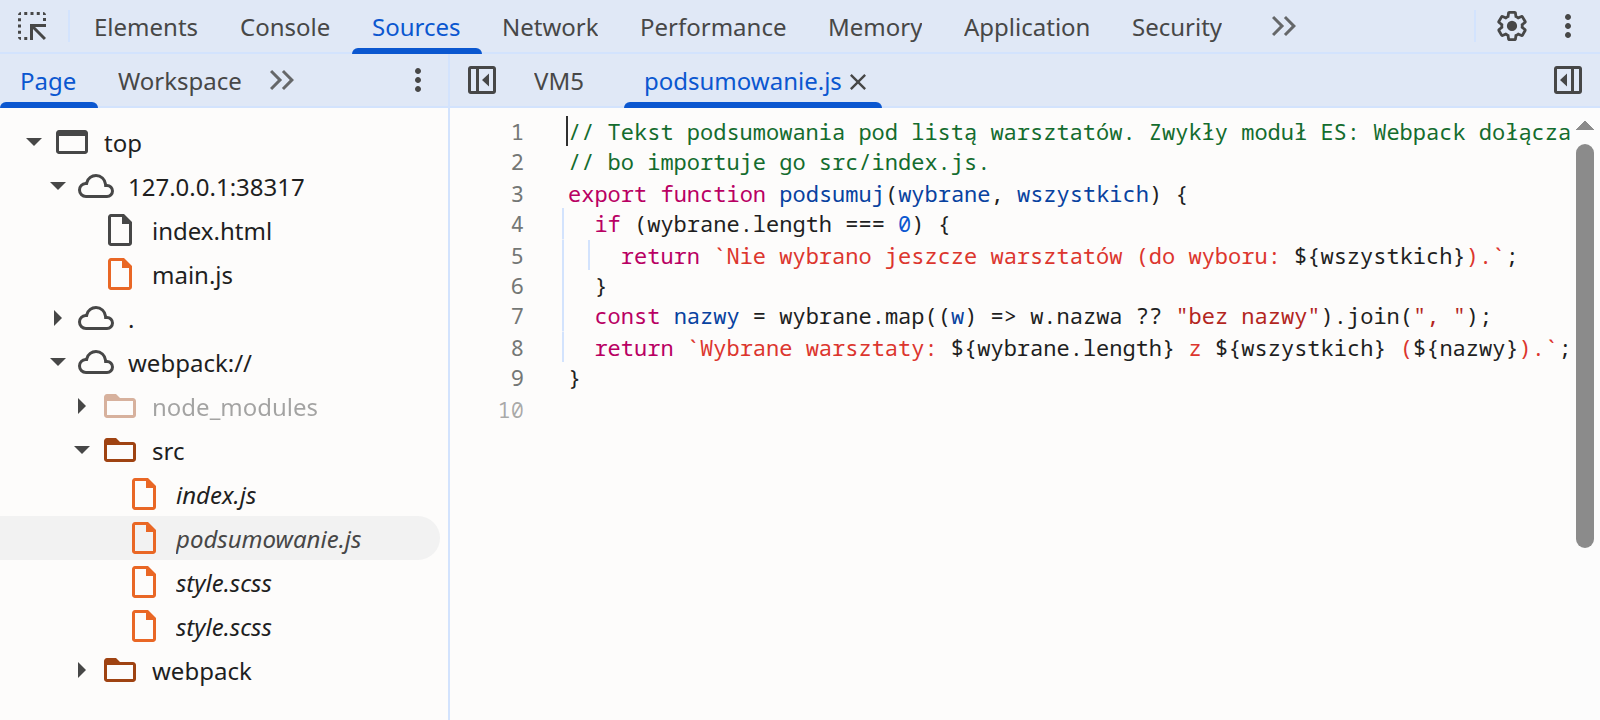 Elements Console Sources Network Performance Memory Application Security
Page Workspace
VM5 podsumowanie.js
top
127.0.0.1:38317
index.html
main.js
.
webpack://
node_modules
src
index.js
podsumowanie.js
style.scss
style.scss
webpack
1 // Tekst podsumowania pod listą warsztatów. Zwykły moduł ES: Webpack dołącza
2 // bo importuje go src/index.js.
3 export function podsumuj(wybrane, wszystkich) {
4 if (wybrane.length === 0) {
5 return `Nie wybrano jeszcze warsztatów (do wyboru: ${wszystkich}).`;
6 }
7 const nazwy = wybrane.map((w) => w.nazwa ?? "bez nazwy").join(", ");
8 return `Wybrane warsztaty: ${wybrane.length} z ${wszystkich} (${nazwy}).`;
9 }
10